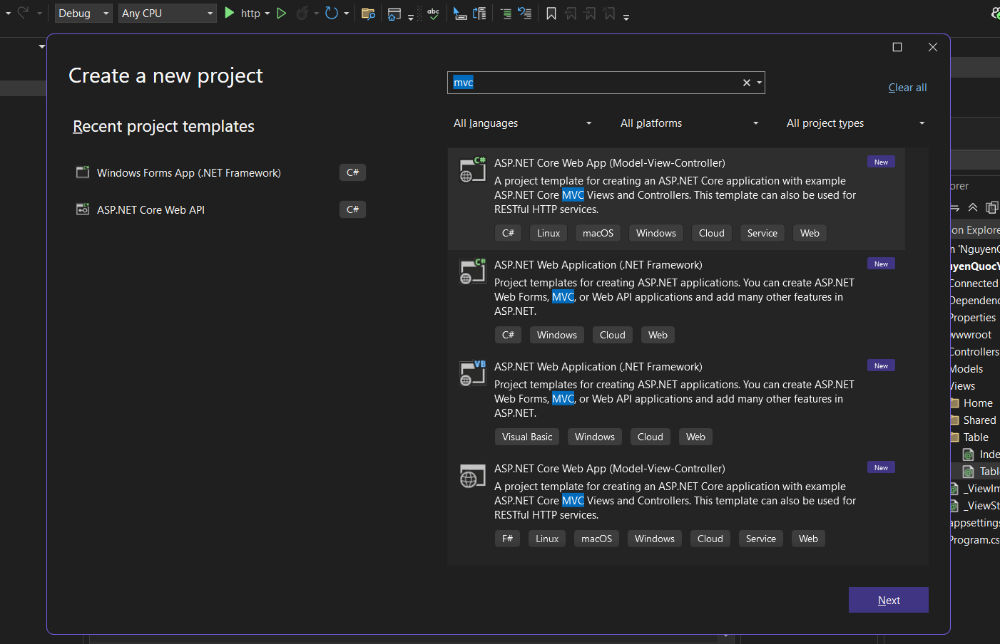 Debug
Any CPU
http
abc
Create a new project
mvc
Clear all
Recent project templates
All languages
All platforms
All project types
Windows Forms App (.NET Framework)
C#
ASP.NET Core Web API
C#
C#
ASP.NET Core Web App (Model-View-Controller)
New
A project template for creating an ASP.NET Core application with example
ASP.NET Core MVC Views and Controllers. This template can also be used for
RESTful HTTP services.
C#
Linux
macOS
Windows
Cloud
Service
Web
C#
ASP.NET Web Application (.NET Framework)
New
Project templates for creating ASP.NET applications. You can create ASP.NET
Web Forms, MVC, or Web API applications and add many other features in
ASP.NET.
C#
Windows
Cloud
Web
VB
ASP.NET Web Application (.NET Framework)
New
Project templates for creating ASP.NET applications. You can create ASP.NET
Web Forms, MVC, or Web API applications and add many other features in
ASP.NET.
Visual Basic
Windows
Cloud
Web
ASP.NET Core Web App (Model-View-Controller)
New
A project template for creating an ASP.NET Core application with example
ASP.NET Core MVC Views and Controllers. This template can also be used for
RESTful HTTP services.
F#
Linux
macOS
Windows
Cloud
Service
Web
Next
orer
on Explore
n 'Nguyen
uyenQuoc
Connected
Dependenc
Properties
wwwroot
Controllers
Models
Views
Home
Shared
Table
Inde
Tabl
_ViewIm
_ViewSt
appsettings
Program.cs